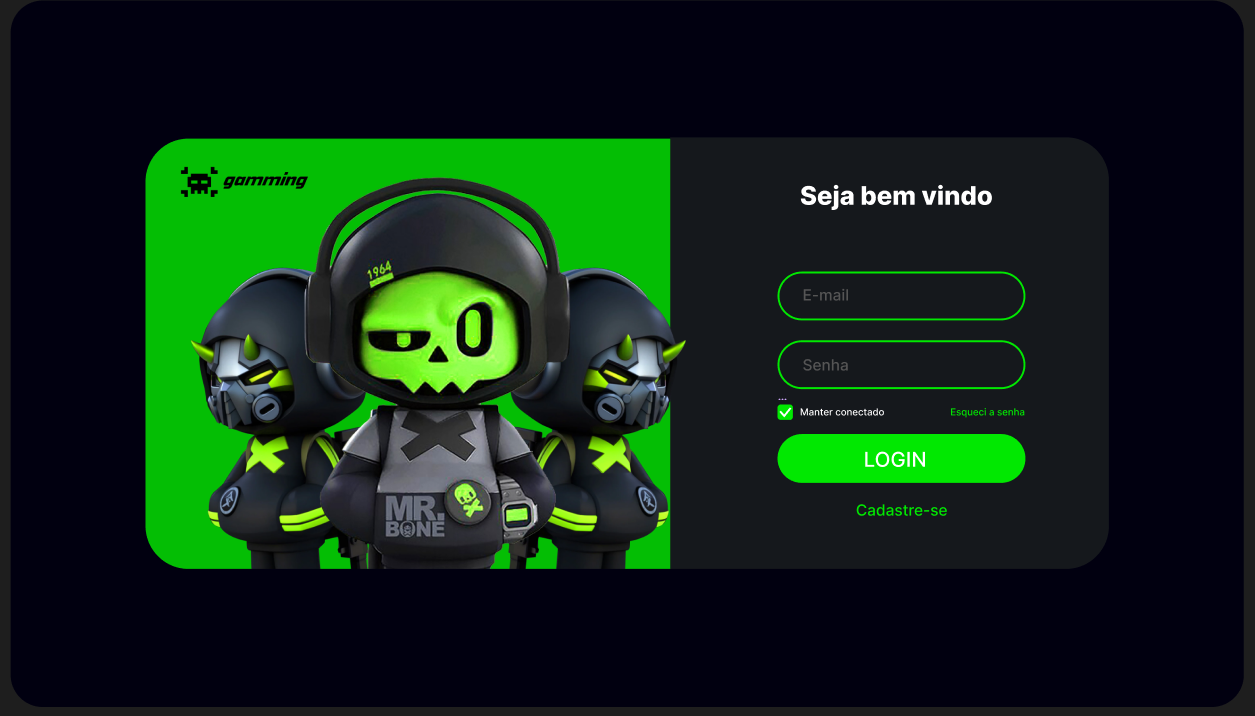 gamming
1964
MR.
BONE
Seja bem vindo
E-mail
Senha
...
Manter conectado
Esqueci a senha
LOGIN
Cadastre-se